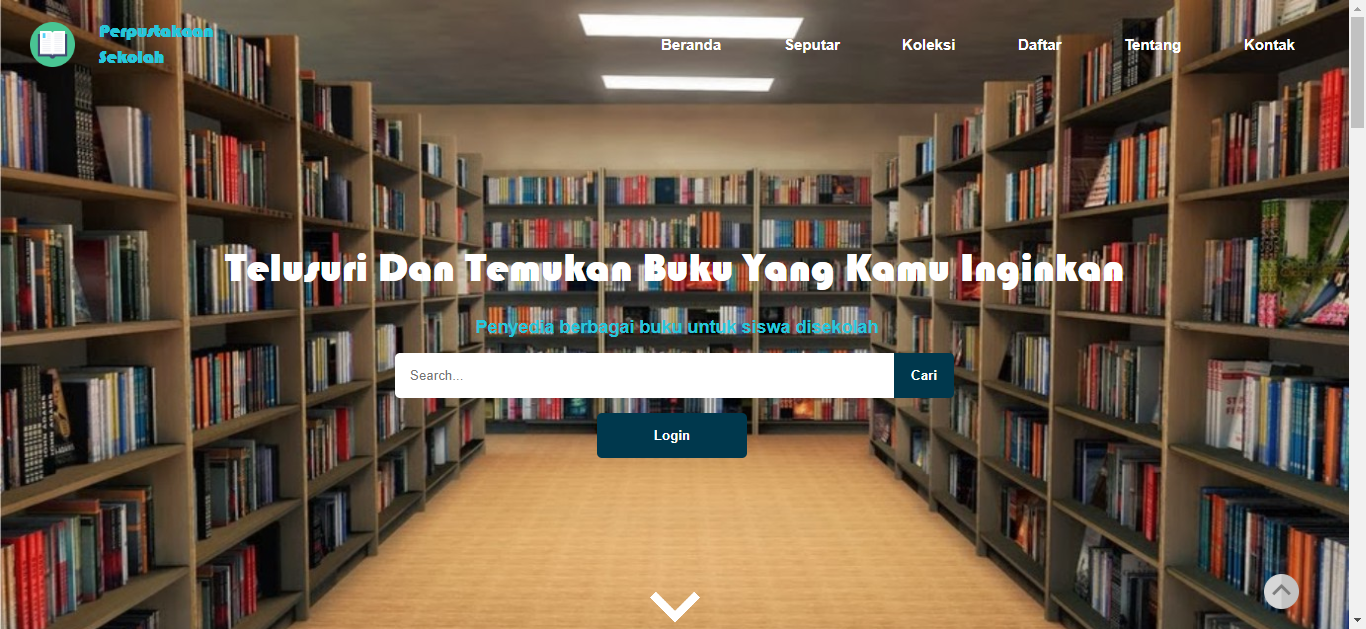 Perpustakaan
Sekolah
Beranda
Seputar
Koleksi
Daftar
Tentang
Kontak
Telusuri Dan Temukan Buku Yang Kamu Inginkan
Penyedia berbagai buku untuk siswa disekolah
Search...
Cari
Login